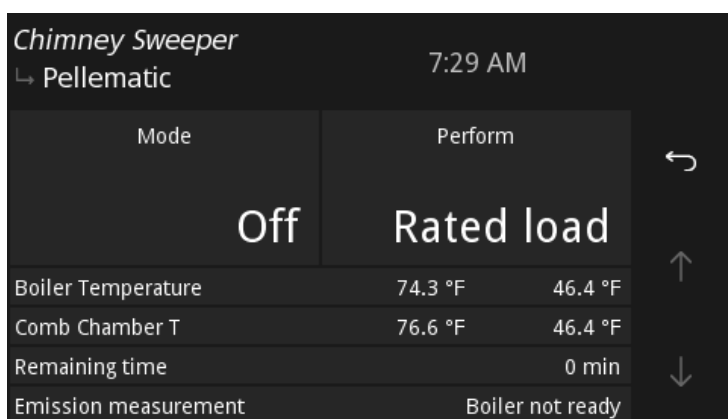 Chimney Sweeper
Pellematic
7:29 AM
Mode
Perform
Off
Rated load
Boiler Temperature 74.3 °F 46.4 °F
Comb Chamber T 76.6 °F 46.4 °F
Remaining time 0 min
Emission measurement Boiler not ready